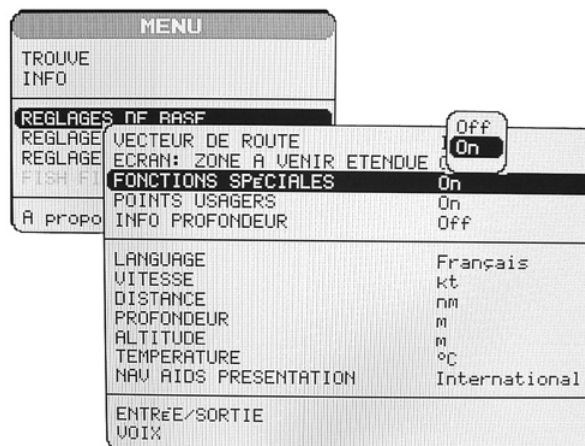 MENU
TROUVE
INFO
REGLAGES DE BASE
REGLAGE
REGLAGE
FISH FI
A propo
Off
On
VECTEUR DE ROUTE
ECRAN: ZONE A VENIR ETENDUE
FONCTIONS SPéCIALES On
POINTS USAGERS On
INFO PROFONDEUR Off
LANGUAGE Français
VITESSE kt
DISTANCE nm
PROFONDEUR m
ALTITUDE m
TEMPERATURE °C
NAV AIDS PRESENTATION International
ENTRéE/SORTIE
VOIX